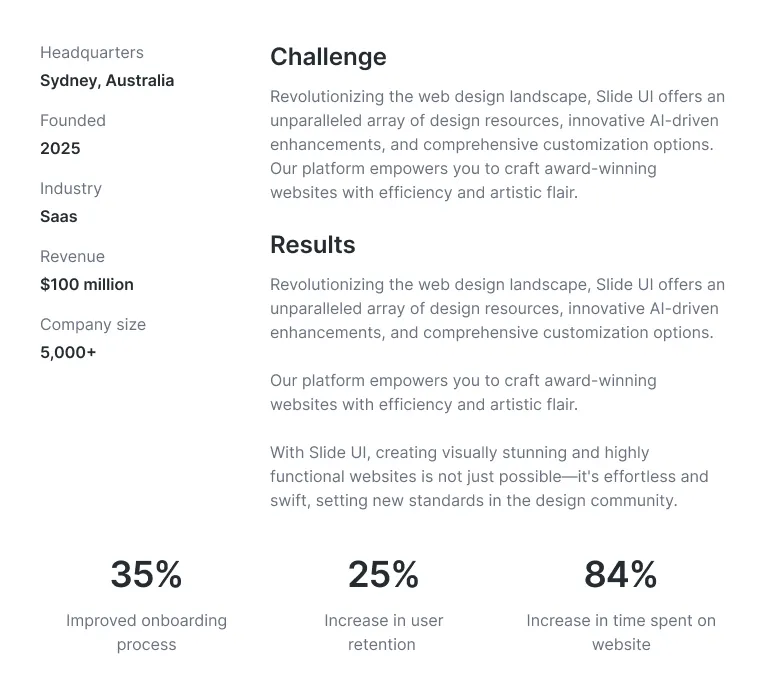 Headquarters
Sydney, Australia
Founded
2025
Industry
Saas
Revenue
$100 million
Company size
5,000+
Challenge
Revolutionizing the web design landscape, Slide UI offers an
unparalleled array of design resources, innovative AI-driven
enhancements, and comprehensive customization options.
Our platform empowers you to craft award-winning
websites with efficiency and artistic flair.
Results
Revolutionizing the web design landscape, Slide UI offers an
unparalleled array of design resources, innovative AI-driven
enhancements, and comprehensive customization options.
Our platform empowers you to craft award-winning
websites with efficiency and artistic flair.
With Slide UI, creating visually stunning and highly
functional websites is not just possible—it's effortless and
swift, setting new standards in the design community.
35%
Improved onboarding
process
25%
Increase in user
retention
84%
Increase in time spent on
website